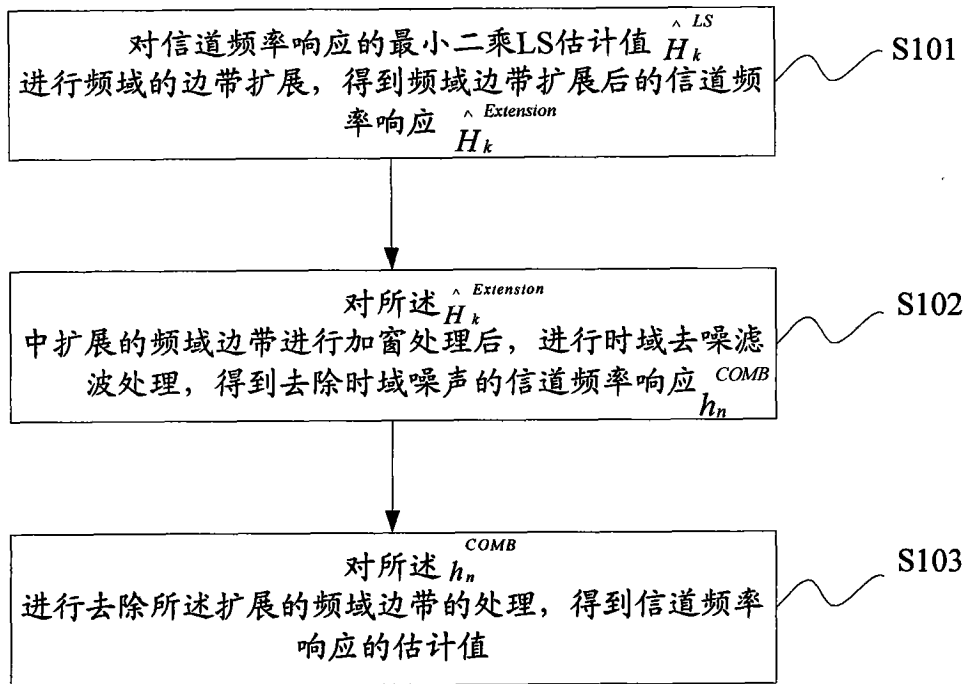 对信道频率响应的最小二乘LS估计值 $\hat{H}_k^{LS}$
进行频域的边带扩展，得到频域边带扩展后的信道频
率响应 $\hat{H}_k^{Extension}$
S101
对所述 $\hat{H}_k^{Extension}$
中扩展的频域边带进行加窗处理后，进行时域去噪滤
波处理，得到去除时域噪声的信道频率响应 $h_n^{COMB}$
S102
对所述 $h_n^{COMB}$
进行去除所述扩展的频域边带的处理，得到信道频率
响应的估计值
S103